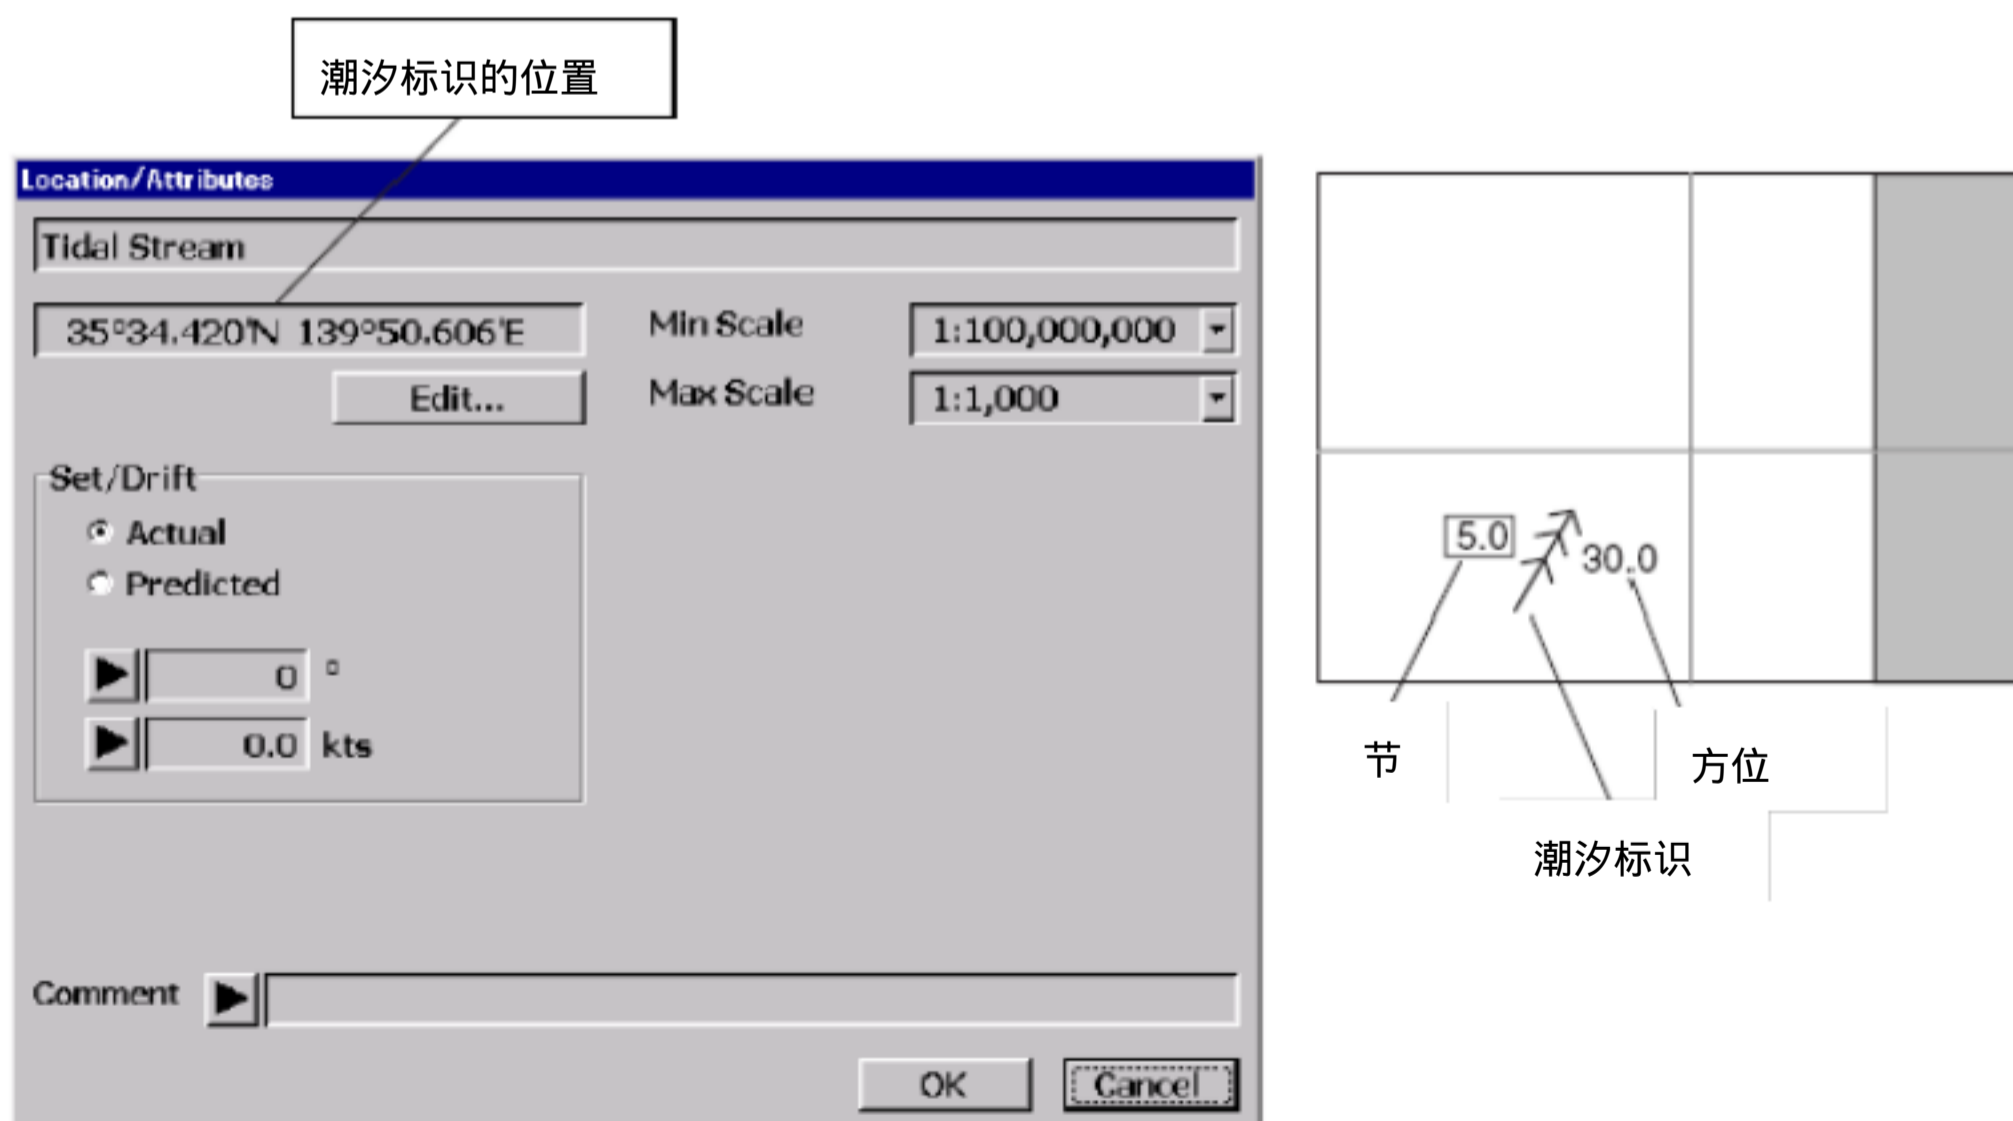 潮汐标识的位置
Location/Attributes
Tidal Stream
35°34.420'N 139°50.606'E
Min Scale
1:100,000,000
Edit...
Max Scale
1:1,000
Set/Drift
Actual
Predicted
0 °
0.0 kts
Comment
OK
Cancel
5.0
30.0
节
方位
潮汐标识